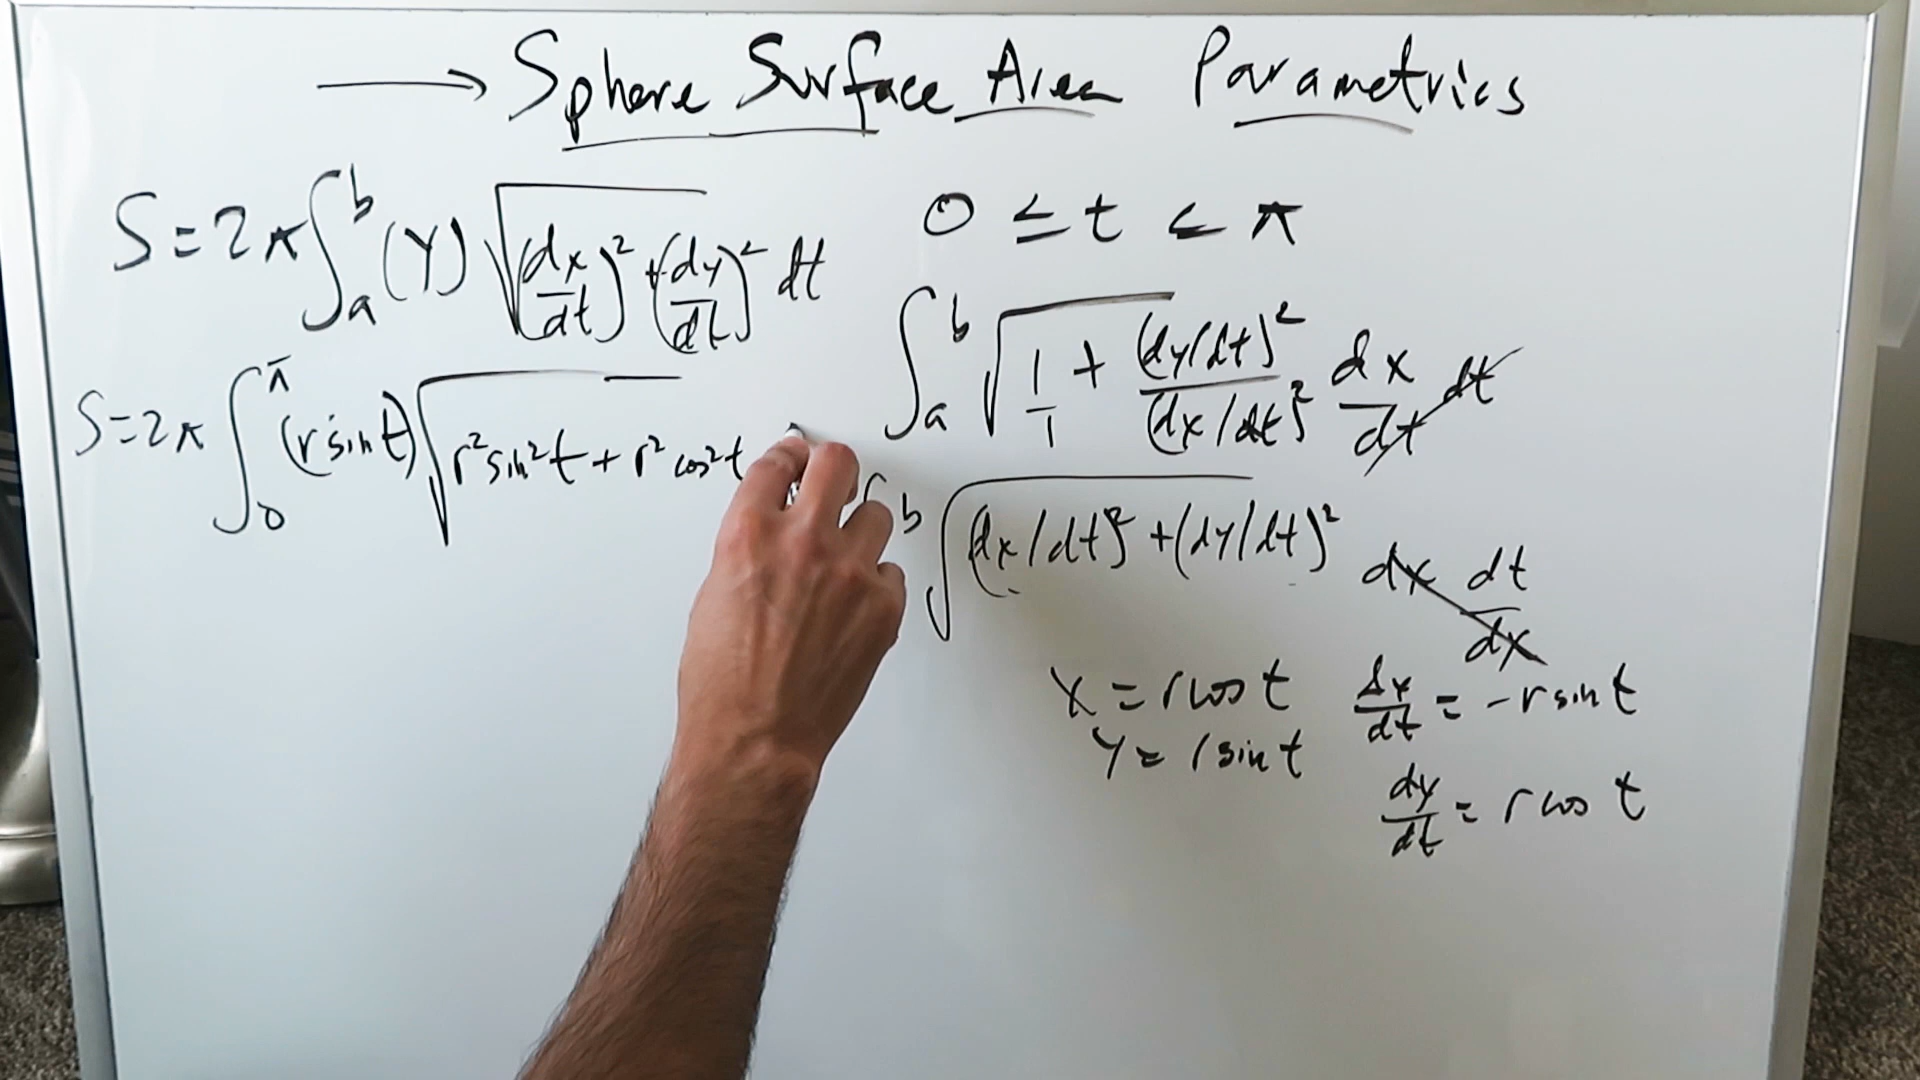 → Sphere Surface Area Parametrics
S = 2π ∫_a^b (y) √((dx/dt)² + (dy/dt)²) dt
S = 2π ∫_0^π (r sin t) √(r² sin² t + r² cos² t
0 ≤ t ≤ π
∫_a^b √(1/1 + (dy/dt)²/(dx/dt)²) dx/dt dt
∫^b √((dx/dt)² + (dy/dt)²) dx dt/dx
x = r cos t dx/dt = -r sin t
y = r sin t
dy/dt = r cos t